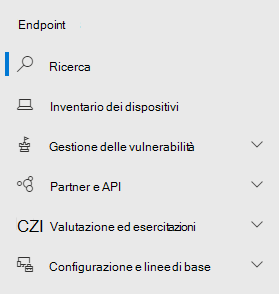 Endpoint
Ricerca
Inventario dei dispositivi
Gestione delle vulnerabilità
Partner e API
CZI Valutazione ed esercitazioni
Configurazione e linee di base